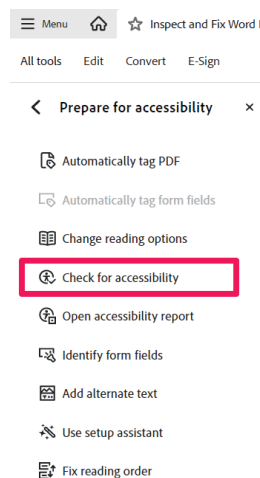 Menu Inspect and Fix Word
All tools Edit Convert E-Sign
Prepare for accessibility
Automatically tag PDF
Automatically tag form fields
Change reading options
Check for accessibility
Open accessibility report
Identify form fields
Add alternate text
Use setup assistant
Fix reading order